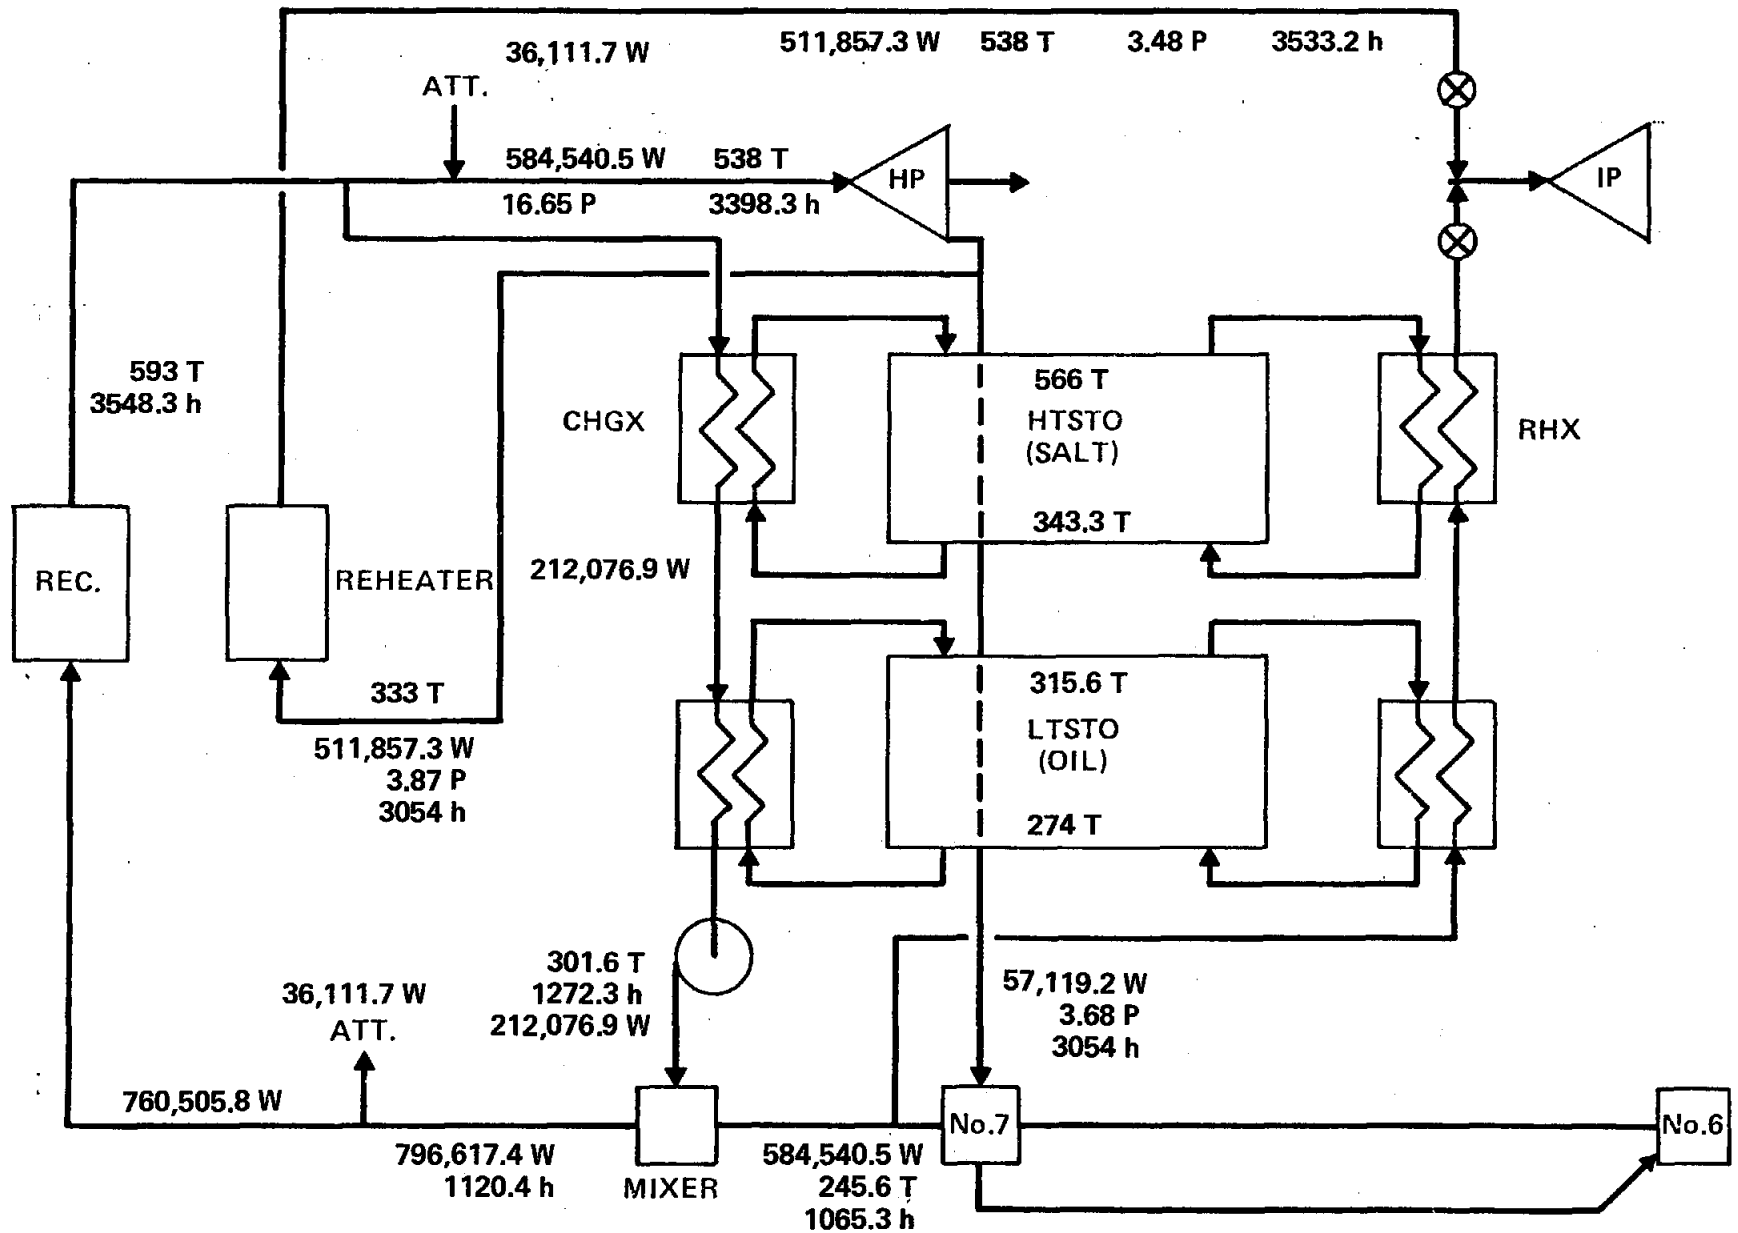 36,111.7 W
511,857.3 W 538 T 3.48 P 3533.2 h
ATT.
584,540.5 W 538 T
16.65 P 3398.3 h
HP
IP
593 T
3548.3 h
CHGX
566 T
HTSTO
(SALT)
343.3 T
RHX
REC.
REHEATER
212,076.9 W
333 T
511,857.3 W
3.87 P
3054 h
315.6 T
LTSTO
(OIL)
274 T
301.6 T
1272.3 h
212,076.9 W
57,119.2 W
3.68 P
3054 h
36,111.7 W
ATT.
760,505.8 W
796,617.4 W
1120.4 h
MIXER
584,540.5 W
245.6 T
1065.3 h
No.7
No.6